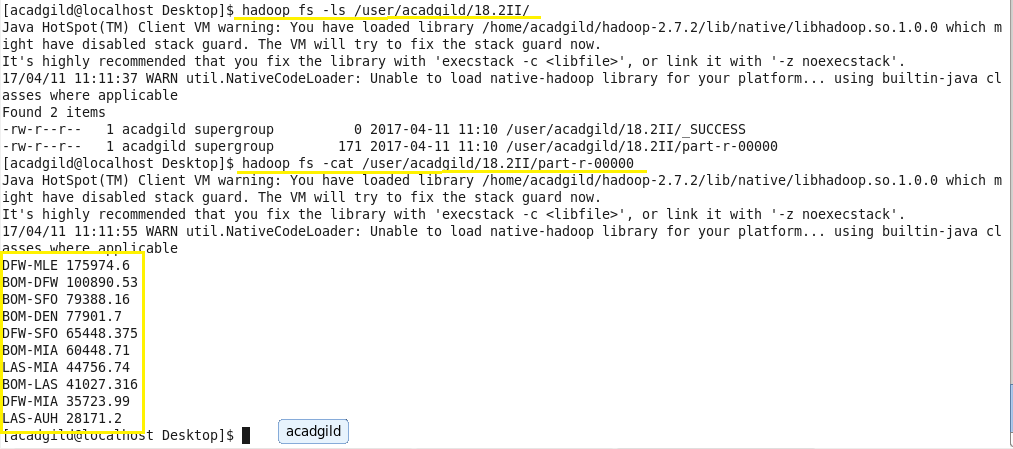 [acadgild@localhost Desktop]$ hadoop fs -ls /user/acadgild/18.2II/
Java HotSpot(TM) Client VM warning: You have loaded library /home/acadgild/hadoop-2.7.2/lib/native/libhadoop.so.1.0.0 which m
ight have disabled stack guard. The VM will try to fix the stack guard now.
It's highly recommended that you fix the library with 'execstack -c <libfile>', or link it with '-z noexecstack'.
17/04/11 11:11:37 WARN util.NativeCodeLoader: Unable to load native-hadoop library for your platform... using builtin-java cl
asses where applicable
Found 2 items
-rw-r--r--   1 acadgild supergroup          0 2017-04-11 11:10 /user/acadgild/18.2II/_SUCCESS
-rw-r--r--   1 acadgild supergroup        171 2017-04-11 11:10 /user/acadgild/18.2II/part-r-00000
[acadgild@localhost Desktop]$ hadoop fs -cat /user/acadgild/18.2II/part-r-00000
Java HotSpot(TM) Client VM warning: You have loaded library /home/acadgild/hadoop-2.7.2/lib/native/libhadoop.so.1.0.0 which m
ight have disabled stack guard. The VM will try to fix the stack guard now.
It's highly recommended that you fix the library with 'execstack -c <libfile>', or link it with '-z noexecstack'.
17/04/11 11:11:55 WARN util.NativeCodeLoader: Unable to load native-hadoop library for your platform... using builtin-java cl
asses where applicable
DFW-MLE 175974.6
BOM-DFW 100890.53
BOM-SFO 79388.16
BOM-DEN 77901.7
DFW-SFO 65448.375
BOM-MIA 60448.71
LAS-MIA 44756.74
BOM-LAS 41027.316
DFW-MIA 35723.99
LAS-AUH 28171.2
[acadgild@localhost Desktop]$
acadgild